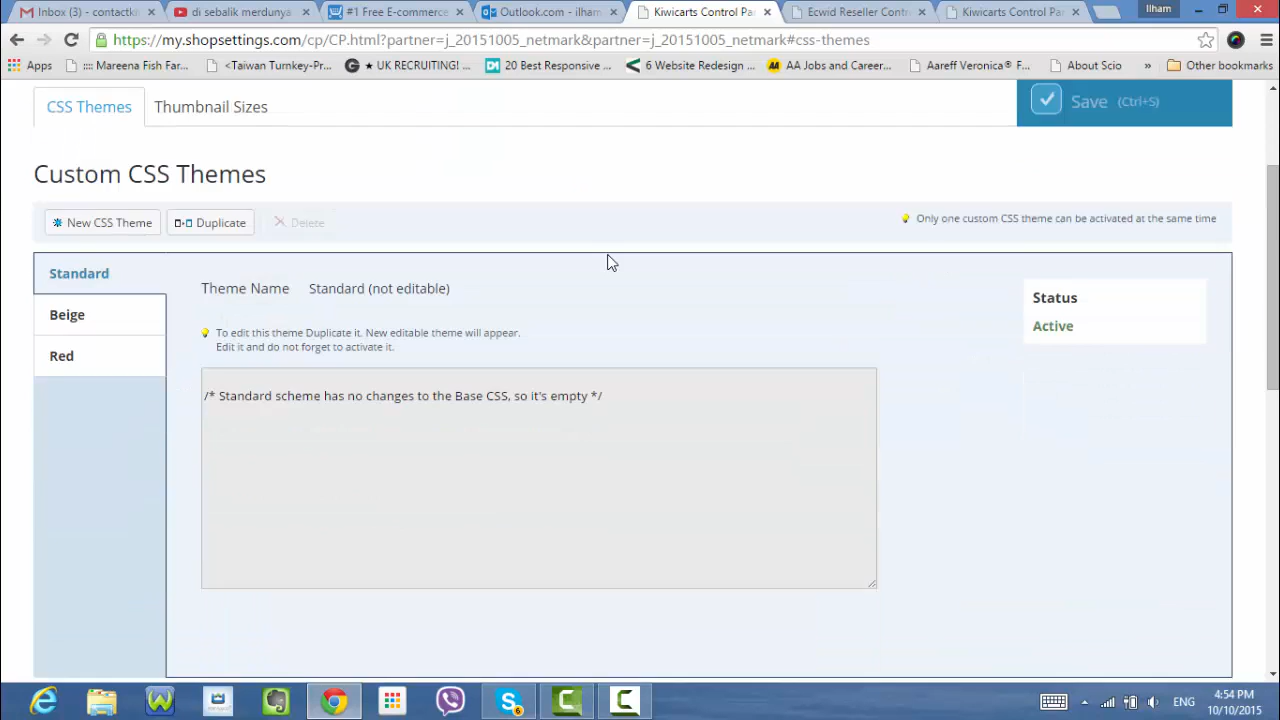 Inbox (3) - contactki
di sebalik merdunya
#1 Free E-commerce
Outlook.com - ilham
Kiwicarts Control Pa
Ecwid Reseller Contr
Kiwicarts Control Pa
Ilham
https://my.shopsettings.com/cp/CP.html?partner=j_20151005_netmark&partner=j_20151005_netmark#css-themes
Apps
:::. Mareena Fish Far...
<Taiwan Turnkey-Pr
★ UK RECRUITING! ...
20 Best Responsive ...
6 Website Redesign ...
AA Jobs and Career...
Aareff Veronica® F...
About Scio
»
Other bookmarks
CSS Themes
Thumbnail Sizes
Save (Ctrl+S)
Custom CSS Themes
New CSS Theme
Duplicate
Delete
Only one custom CSS theme can be activated at the same time
Standard
Beige
Red
Theme Name Standard (not editable)
To edit this theme Duplicate it. New editable theme will appear.
Edit it and do not forget to activate it.
/* Standard scheme has no changes to the Base CSS, so it's empty */
Status
Active
6
ENG
4:54 PM
10/10/2015